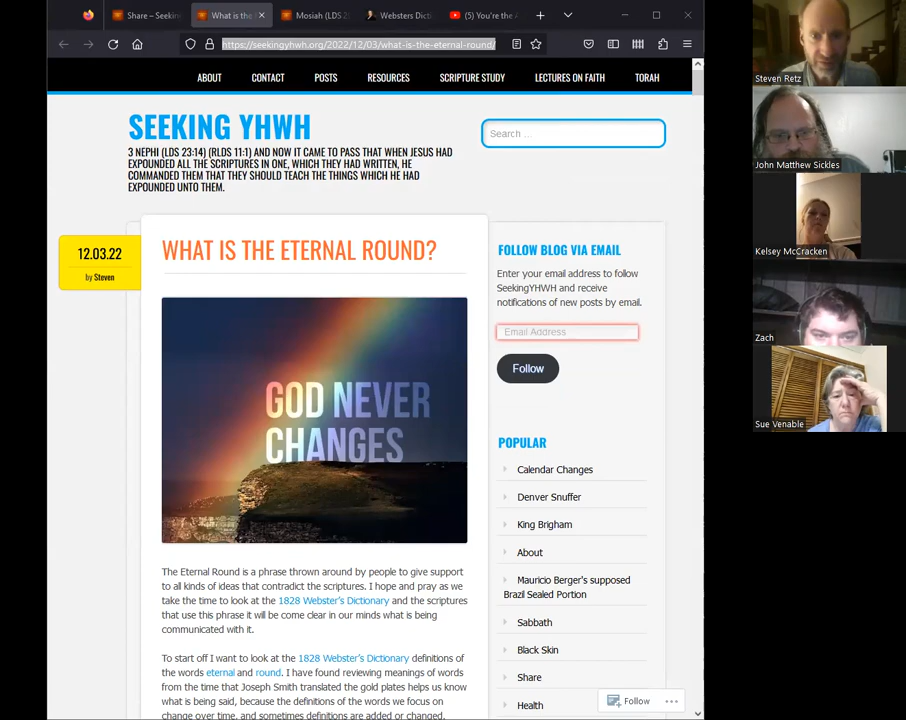 Share – Seekin
What is the
Mosiah (LDS 2
Websters Dicti
(5) You're the
https://seekingyhwh.org/2022/12/03/what-is-the-eternal-round/
ABOUT CONTACT POSTS RESOURCES SCRIPTURE STUDY LECTURES ON FAITH TORAH
SEEKING YHWH
3 NEPHI (LDS 23:14) (RLDS 11:1) AND NOW IT CAME TO PASS THAT WHEN JESUS HAD
EXPOUNDED ALL THE SCRIPTURES IN ONE, WHICH THEY HAD WRITTEN, HE
COMMANDED THEM THAT THEY SHOULD TEACH THE THINGS WHICH HE HAD
EXPOUNDED UNTO THEM.
Search ...
12.03.22
by Steven
WHAT IS THE ETERNAL ROUND?
GOD NEVER
CHANGES
The Eternal Round is a phrase thrown around by people to give support
to all kinds of ideas that contradict the scriptures. I hope and pray as we
take the time to look at the 1828 Webster's Dictionary and the scriptures
that use this phrase it will be come clear in our minds what is being
communicated with it.
To start off I want to look at the 1828 Webster's Dictionary definitions of
the words eternal and round. I have found reviewing meanings of words
from the time that Joseph Smith translated the gold plates helps us know
what is being said, because the definitions of the words we focus on
change over time, and sometimes definitions are added or changed.
FOLLOW BLOG VIA EMAIL
Enter your email address to follow
SeekingYHWH and receive
notifications of new posts by email.
Email Address
Follow
POPULAR
Calendar Changes
Denver Snuffer
King Brigham
About
Mauricio Berger's supposed
Brazil Sealed Portion
Sabbath
Black Skin
Share
Health
Follow
Steven Retz
John Matthew Sickles
Kelsey McCracken
Zach
Sue Venable